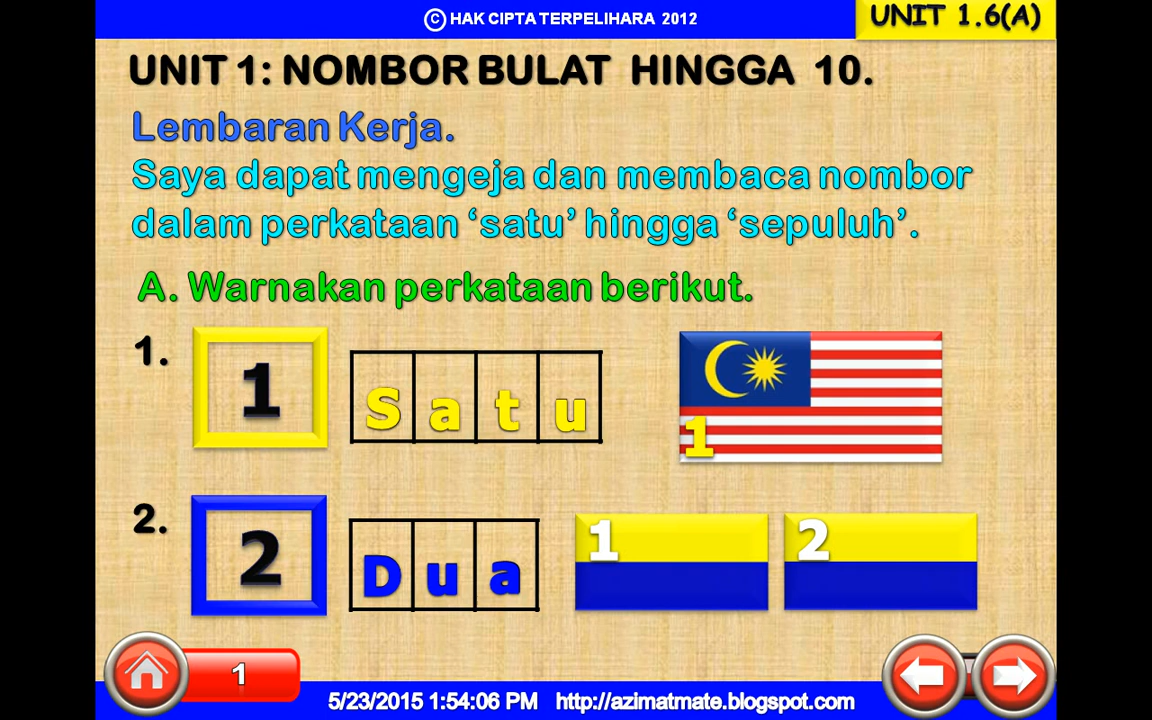 © HAK CIPTA TERPELIHARA 2012
UNIT 1.6(A)
UNIT 1: NOMBOR BULAT HINGGA 10.
Lembaran Kerja.
Saya dapat mengeja dan membaca nombor
dalam perkataan ‘satu’ hingga ‘sepuluh’.
A. Warnakan perkataan berikut.
1. 1 S a t u 1
2. 2 D u a 1 2
1
5/23/2015 1:54:06 PM http://azimatmate.blogspot.com